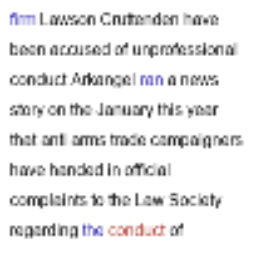 firm Lawson Cruttenden have
been accused of unprofessional
conduct Arkangel ran a news
story on the January this year
that anti arms trade campaigners
have handed in official
complaints to the Law Society
regarding the conduct of